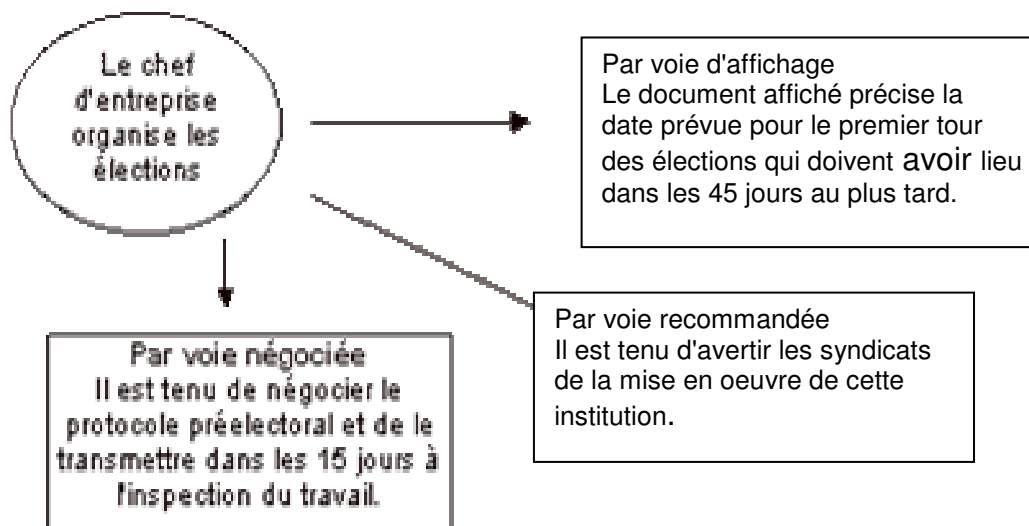 Le chef
d'entreprise
organise les
élections
Par voie d'affichage
Le document affiché précise la
date prévue pour le premier tour
des élections qui doivent avoir lieu
dans les 45 jours au plus tard.
Par voie recommandée
Il est tenu d'avertir les syndicats
de la mise en oeuvre de cette
institution.
Par voie négociée
Il est tenu de négocier le
protocole préelectoral et de le
transmettre dans les 15 jours à
l'inspection du travail.